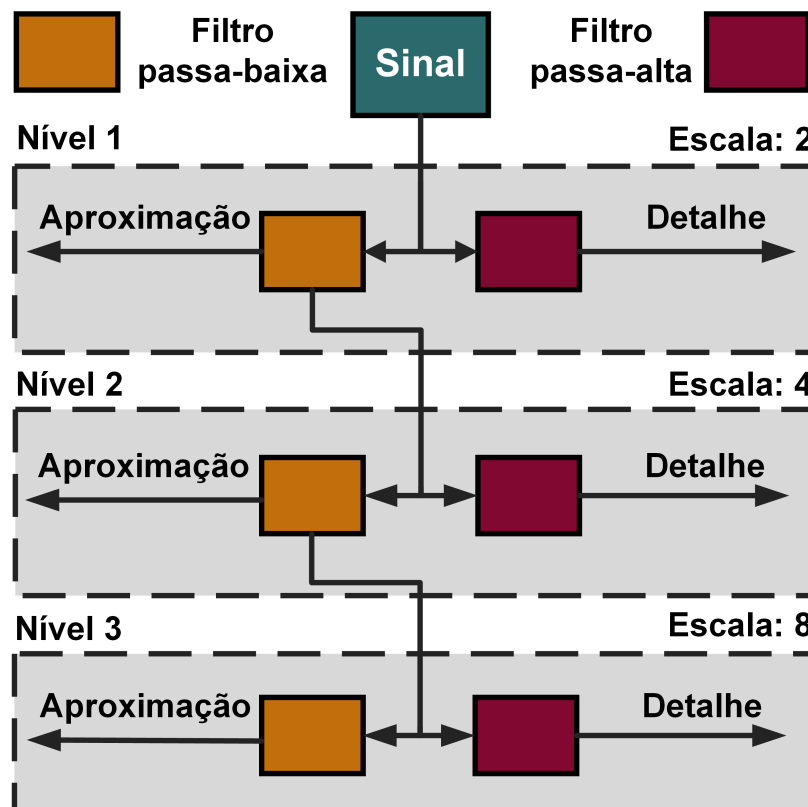 Filtro
passa-baixa
Sinal
Filtro
passa-alta
Nível 1
Escala: 2
Aproximação
Detalhe
Nível 2
Escala: 4
Aproximação
Detalhe
Nível 3
Escala: 8
Aproximação
Detalhe